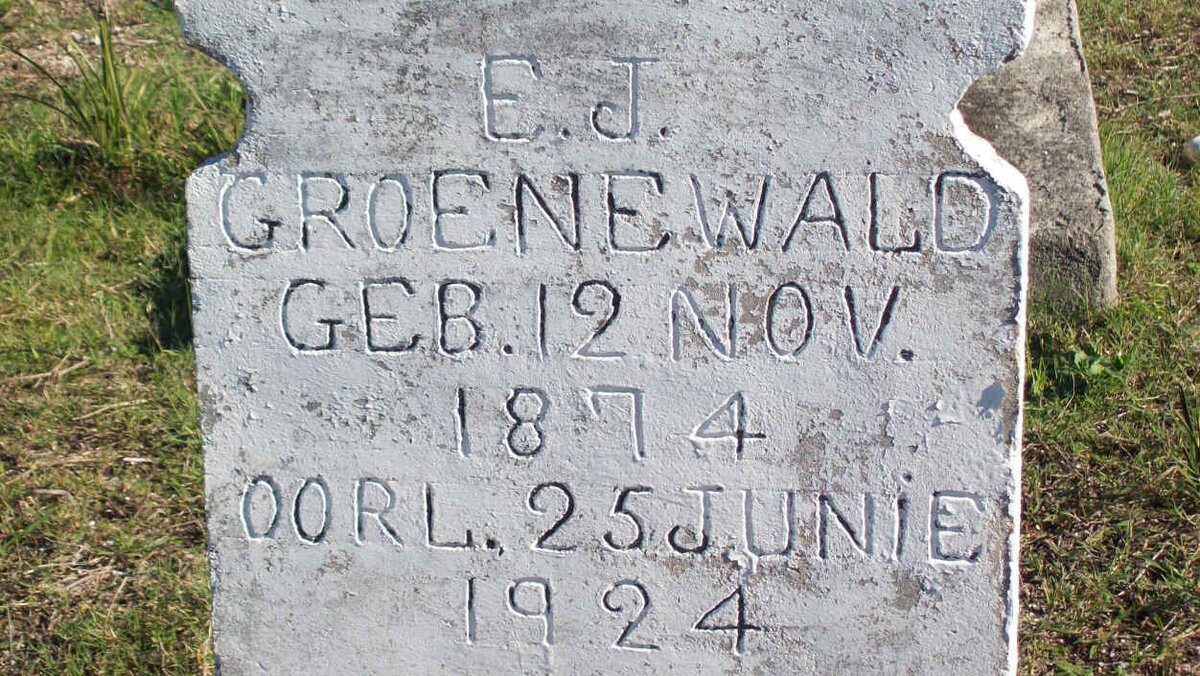 E.J.
GROENEWALD
GEB. 12 NOV.
1874
OORL. 25 JUNiE
1924